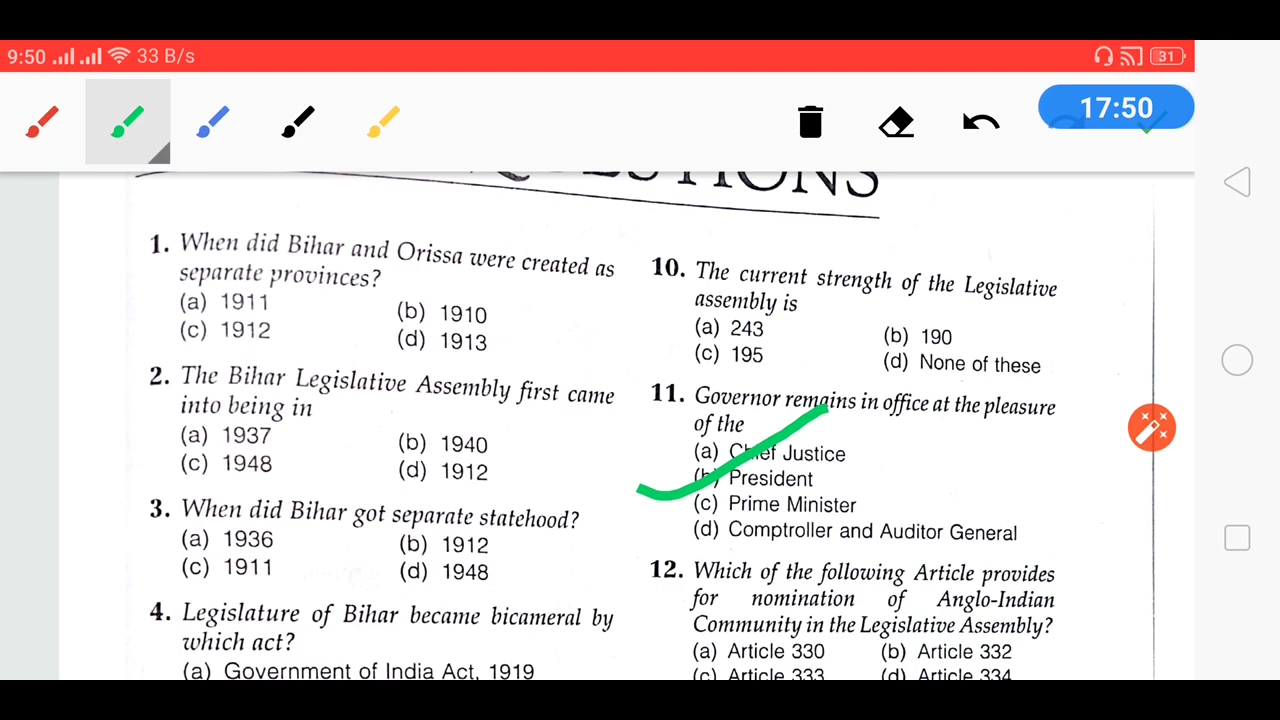 9:50 33 B/s 31
17:50
QUESTIONS
1. When did Bihar and Orissa were created as
separate provinces?
(a) 1911 (b) 1910
(c) 1912 (d) 1913
2. The Bihar Legislative Assembly first came
into being in
(a) 1937 (b) 1940
(c) 1948 (d) 1912
3. When did Bihar got separate statehood?
(a) 1936 (b) 1912
(c) 1911 (d) 1948
4. Legislature of Bihar became bicameral by
which act?
(a) Government of India Act, 1919
10. The current strength of the Legislative
assembly is
(a) 243 (b) 190
(c) 195 (d) None of these
11. Governor remains in office at the pleasure
of the
(a) Chief Justice
(b) President
(c) Prime Minister
(d) Comptroller and Auditor General
12. Which of the following Article provides
for nomination of Anglo-Indian
Community in the Legislative Assembly?
(a) Article 330 (b) Article 332
(c) Article 333 (d) Article 334